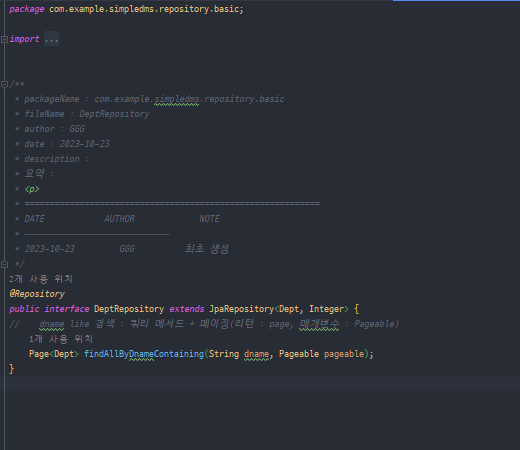 package com.example.simpledms.repository.basic;
import ...
/**
* packageName : com.example.simpledms.repository.basic
* fileName : DeptRepository
* author : GGG
* date : 2023-10-23
* description :
* 요약 :
* <p>
* ===========================================================
* DATE AUTHOR NOTE
* —————————————————————————————
* 2023-10-23 GGG 최초 생성
*/
2개 사용 위치
@Repository
public interface DeptRepository extends JpaRepository<Dept, Integer> {
// dname like 검색 : 쿼리 메서드 + 페이징(리턴 : page, 매개변수 : Pageable)
1개 사용 위치
Page<Dept> findAllByDnameContaining(String dname, Pageable pageable);
}